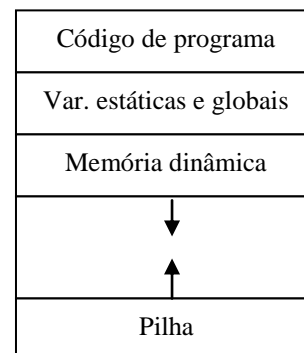 Código de programa
Var. estáticas e globais
Memória dinâmica
Pilha